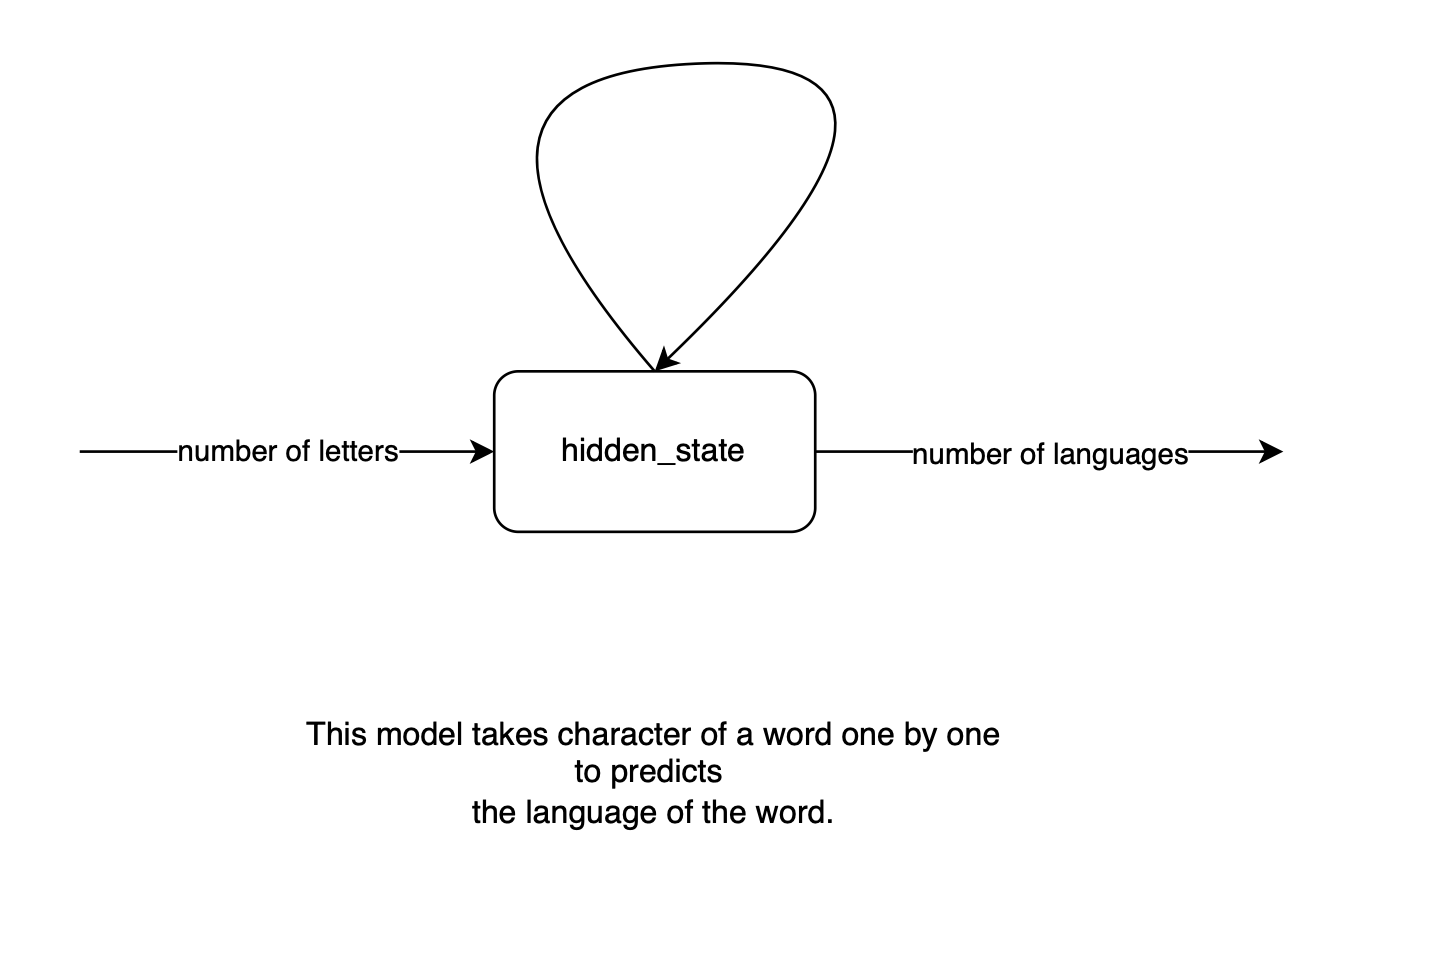 number of letters
hidden_state
number of languages
This model takes character of a word one by one
to predicts
the language of the word.